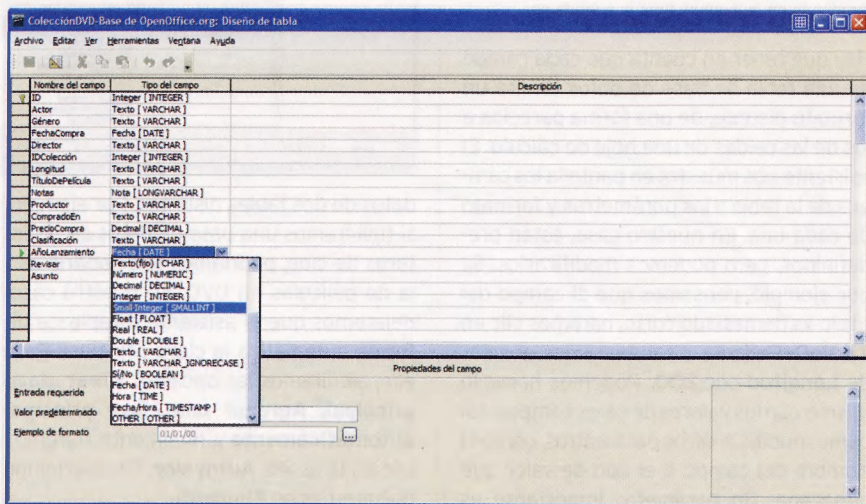 ColecciónDVD-Base de OpenOffice.org: Diseño de tabla
Archivo Editar Ver Herramientas Ventana Ayuda
Nombre del campo Tipo del campo Descripción
ID Integer [ INTEGER ]
Actor Texto [ VARCHAR ]
Género Texto [ VARCHAR ]
FechaCompra Fecha [ DATE ]
Director Texto [ VARCHAR ]
IDColección Integer [ INTEGER ]
Longitud Texto [ VARCHAR ]
TítuloDePelícula Texto [ VARCHAR ]
Notas Nota [ LONGVARCHAR ]
Productor Texto [ VARCHAR ]
CompradoEn Texto [ VARCHAR ]
PrecioCompra Decimal [ DECIMAL ]
Clasificación Texto [ VARCHAR ]
AñoLanzamiento Fecha [ DATE ]
Revisar
Asunto
Texto(fijo) [ CHAR ]
Número [ NUMERIC ]
Decimal [ DECIMAL ]
Integer [ INTEGER ]
Small Integer [ SMALLINT ]
Float [ FLOAT ]
Real [ REAL ]
Double [ DOUBLE ]
Texto [ VARCHAR ]
Texto [ VARCHAR_IGNORECASE ]
Sí/No [ BOOLEAN ]
Fecha [ DATE ]
Hora [ TIME ]
Fecha/Hora [ TIMESTAMP ]
OTHER [ OTHER ]
Propiedades del campo
Entrada requerida
Valor predeterminado
Ejemplo de formato 01/01/00